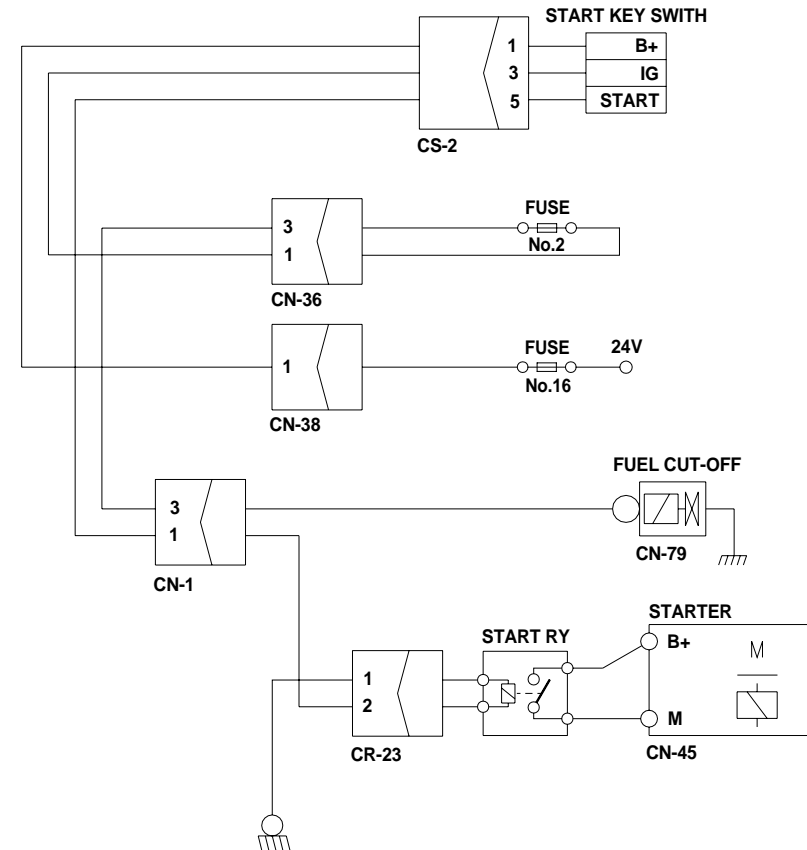 START KEY SWITH
1 B+
3 IG
5 START
CS-2
3
1
FUSE
No.2
CN-36
1
FUSE
No.16
24V
CN-38
FUEL CUT-OFF
3
1
CN-79
CN-1
STARTER
START RY
B+
M
1
2
M
CR-23
CN-45